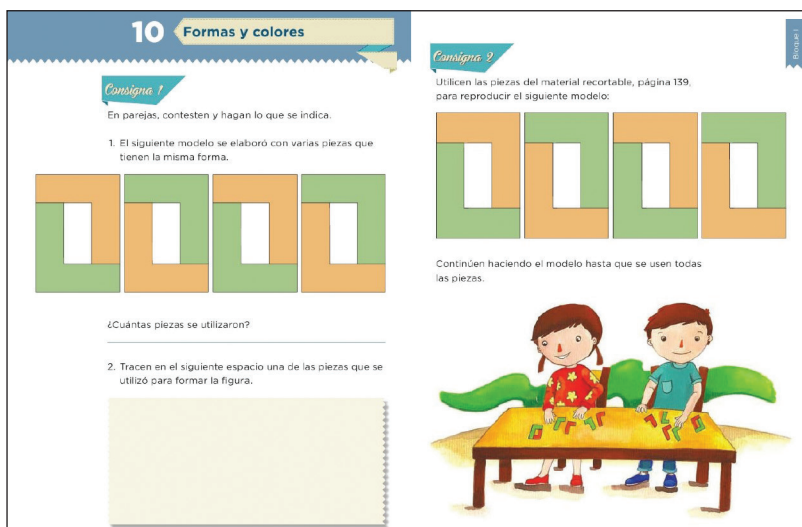 10 Formas y colores
Consigna 1
En parejas, contesten y hagan lo que se indica.
1. El siguiente modelo se elaboró con varias piezas que
tienen la misma forma.
¿Cuántas piezas se utilizaron?
2. Tracen en el siguiente espacio una de las piezas que se
utilizó para formar la figura.
Bloque I
Consigna 2
Utilicen las piezas del material recortable, página 139,
para reproducir el siguiente modelo:
Continúen haciendo el modelo hasta que se usen todas
las piezas.